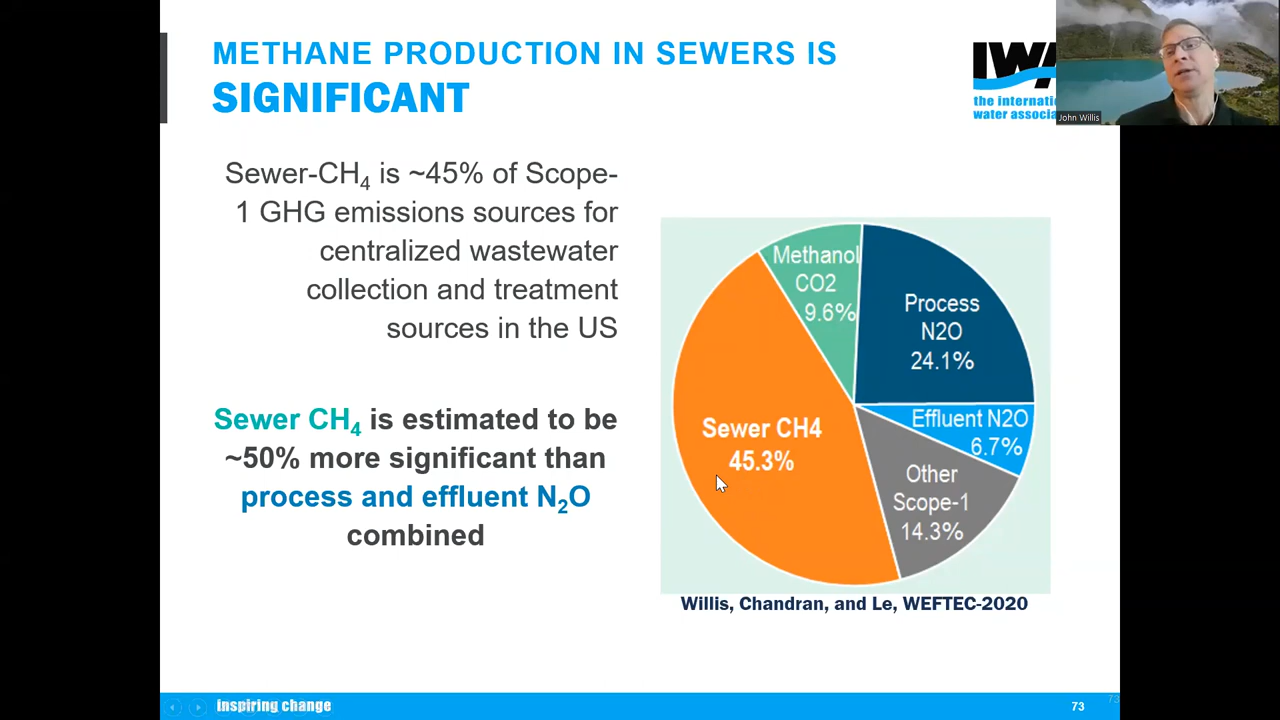 METHANE PRODUCTION IN SEWERS IS
SIGNIFICANT
IWA
the internati
water associa
John Willis
Sewer-CH4 is ~45% of Scope-
1 GHG emissions sources for
centralized wastewater
collection and treatment
sources in the US
Sewer CH4 is estimated to be
~50% more significant than
process and effluent N2O
combined
Methanol
CO2
9.6%
Process
N2O
24.1%
Effluent N2O
6.7%
Other
Scope-1
14.3%
Sewer CH4
45.3%
Willis, Chandran, and Le, WEFTEC-2020
inspiring change
73
73